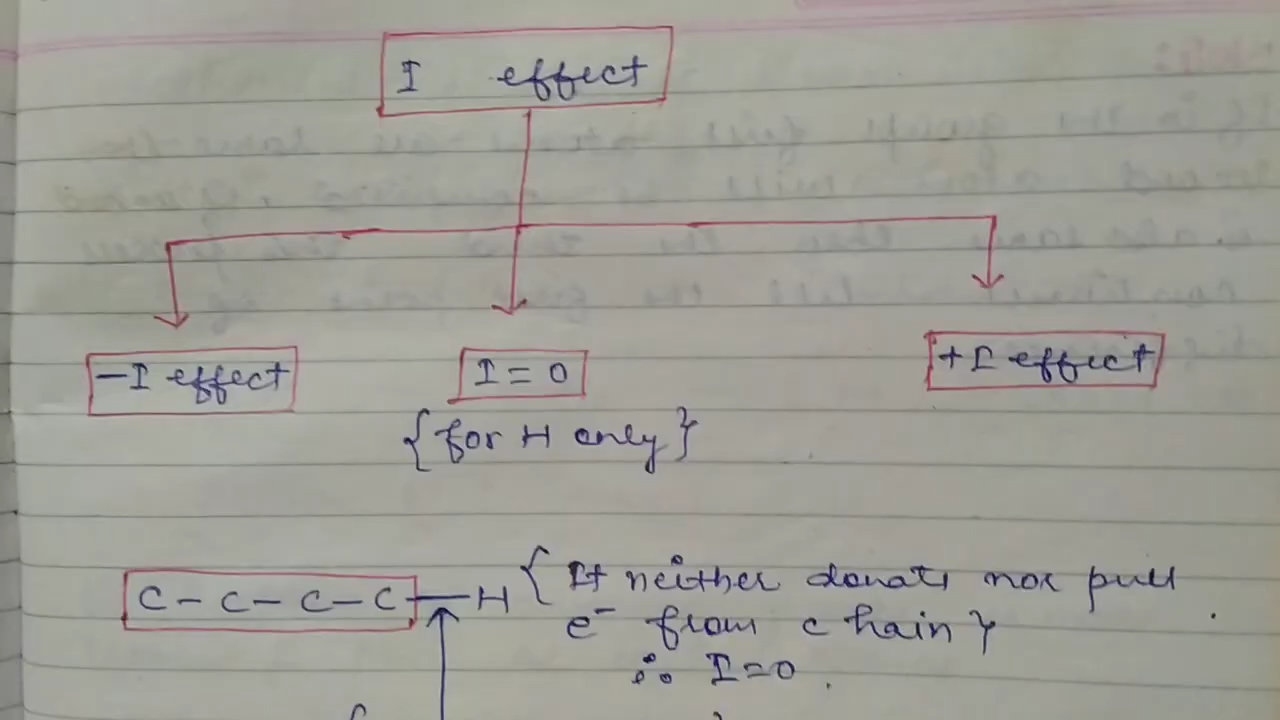 I effect
-I effect
I = 0
+I effect
{for H only}
C - C - C - C — H { It neither donate nor pull
e⁻ from c hain}
∴ I=0.